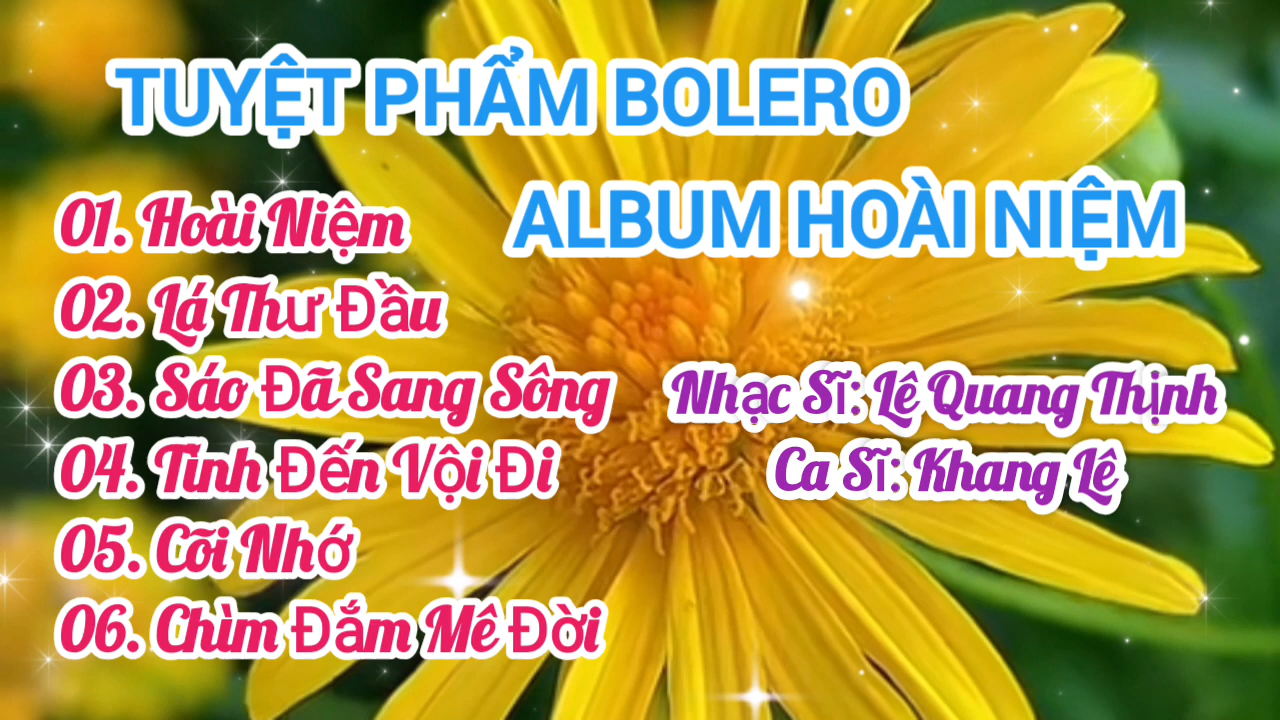 TUYỆT PHẨM BOLERO
ALBUM HOÀI NIỆM
01. Hoài Niệm
02. Lá Thư Đầu
03. Sáo Đã Sang Sông
04. Tình Đến Vội Đi
05. Cõi Nhớ
06. Chìm Đắm Mê Đời
Nhạc Sĩ: Lê Quang Thịnh
Ca Sĩ: Khang Lê